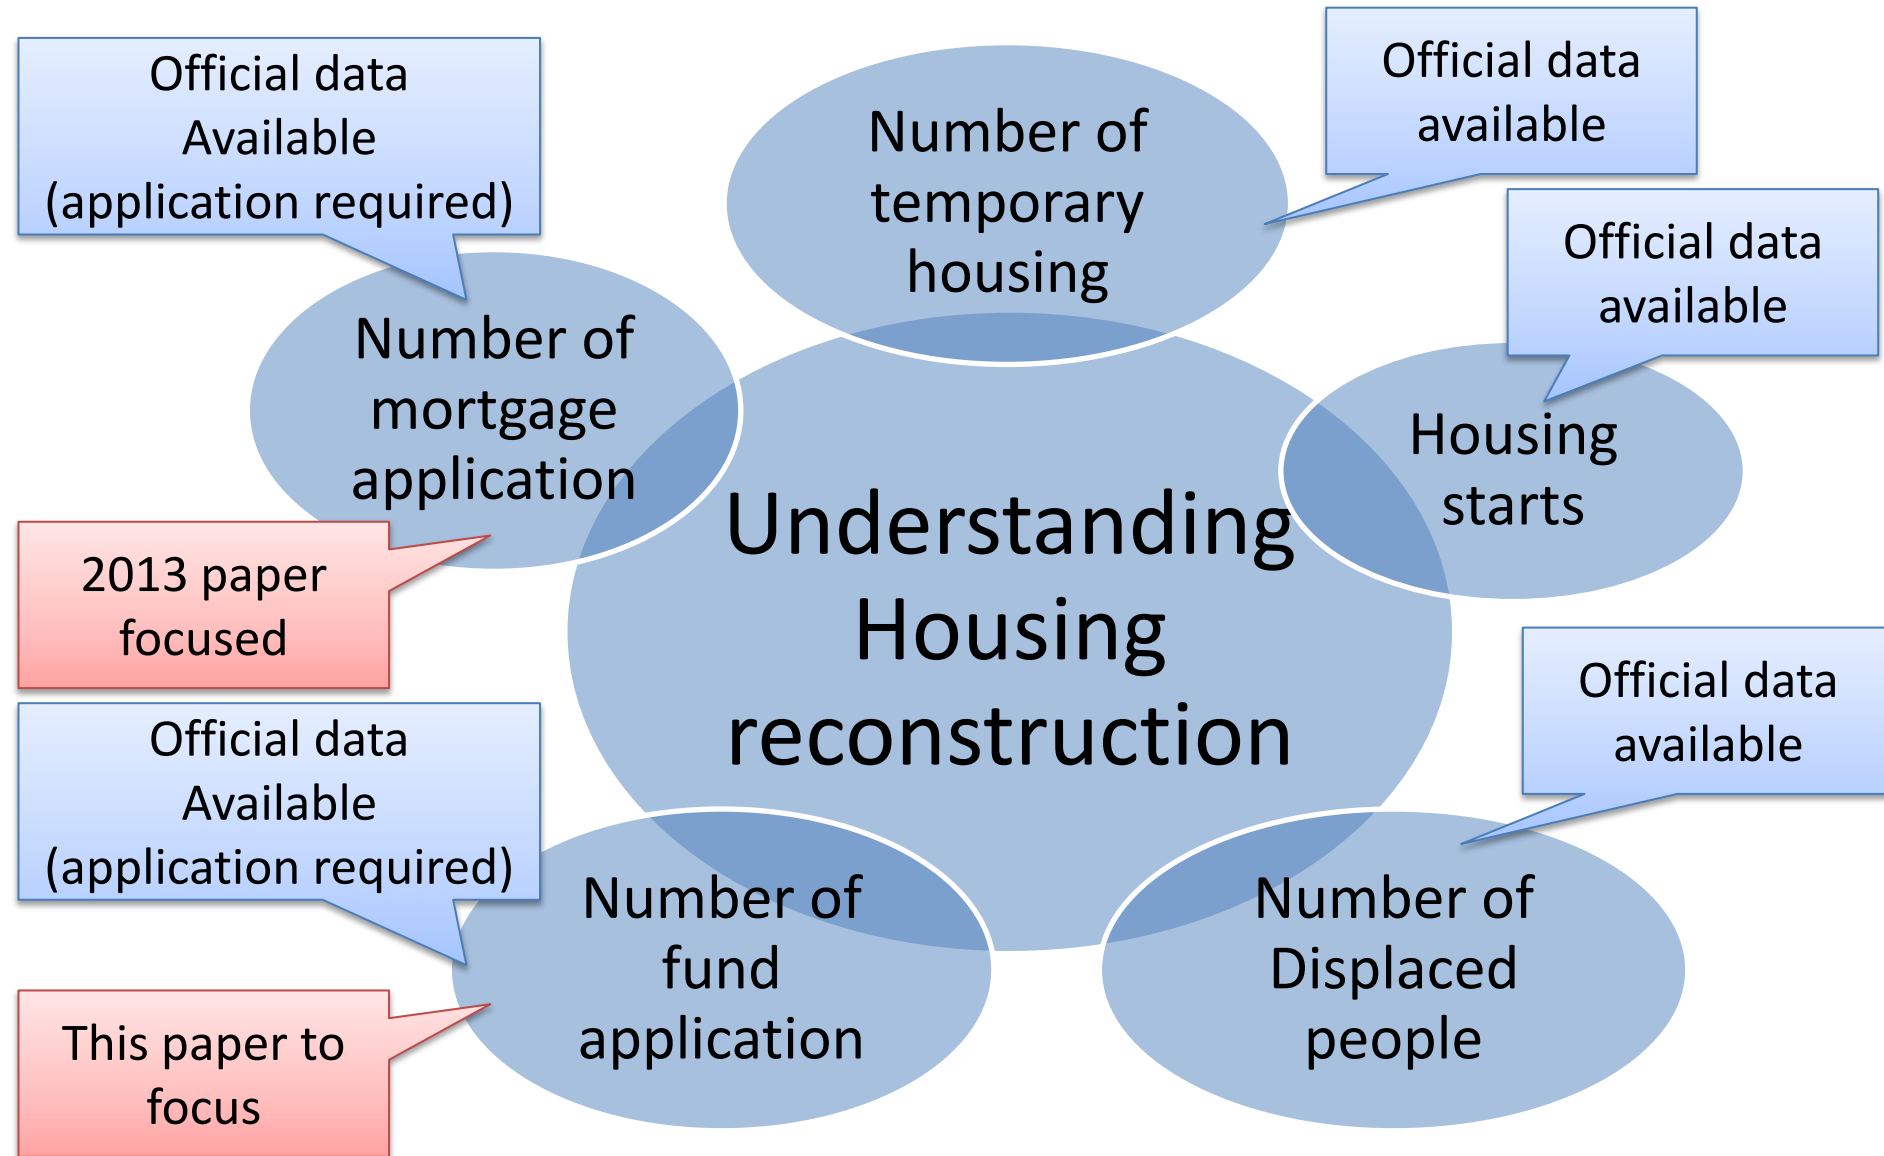 Official data
Available
(application required)
Number of
temporary
housing
Official data
available
Official data
available
Number of
mortgage
application
Housing
starts
Understanding
Housing
reconstruction
2013 paper
focused
Official data
available
Official data
Available
(application required)
Number of
fund
application
Number of
Displaced
people
This paper to
focus